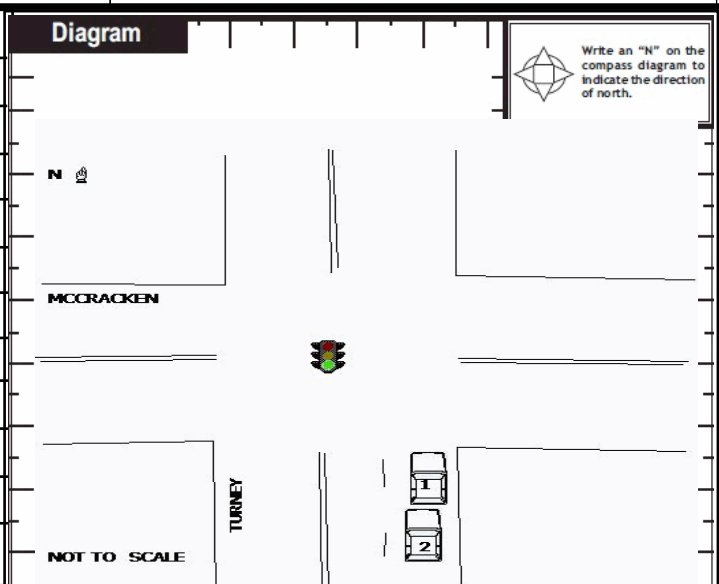 Diagram
Write an “N” on the
compass diagram to
indicate the direction
of north.
N
MCCRACKEN
TURNEY
1
2
NOT TO SCALE